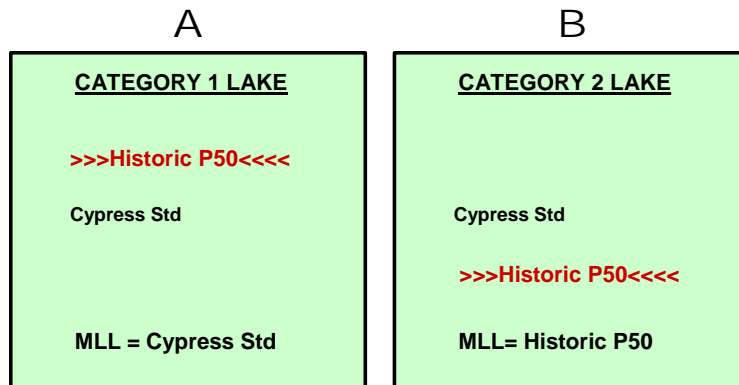 A
CATEGORY 1 LAKE
>>>Historic P50<<<<
Cypress Std
MLL = Cypress Std
B
CATEGORY 2 LAKE
Cypress Std
>>>Historic P50<<<<
MLL= Historic P50